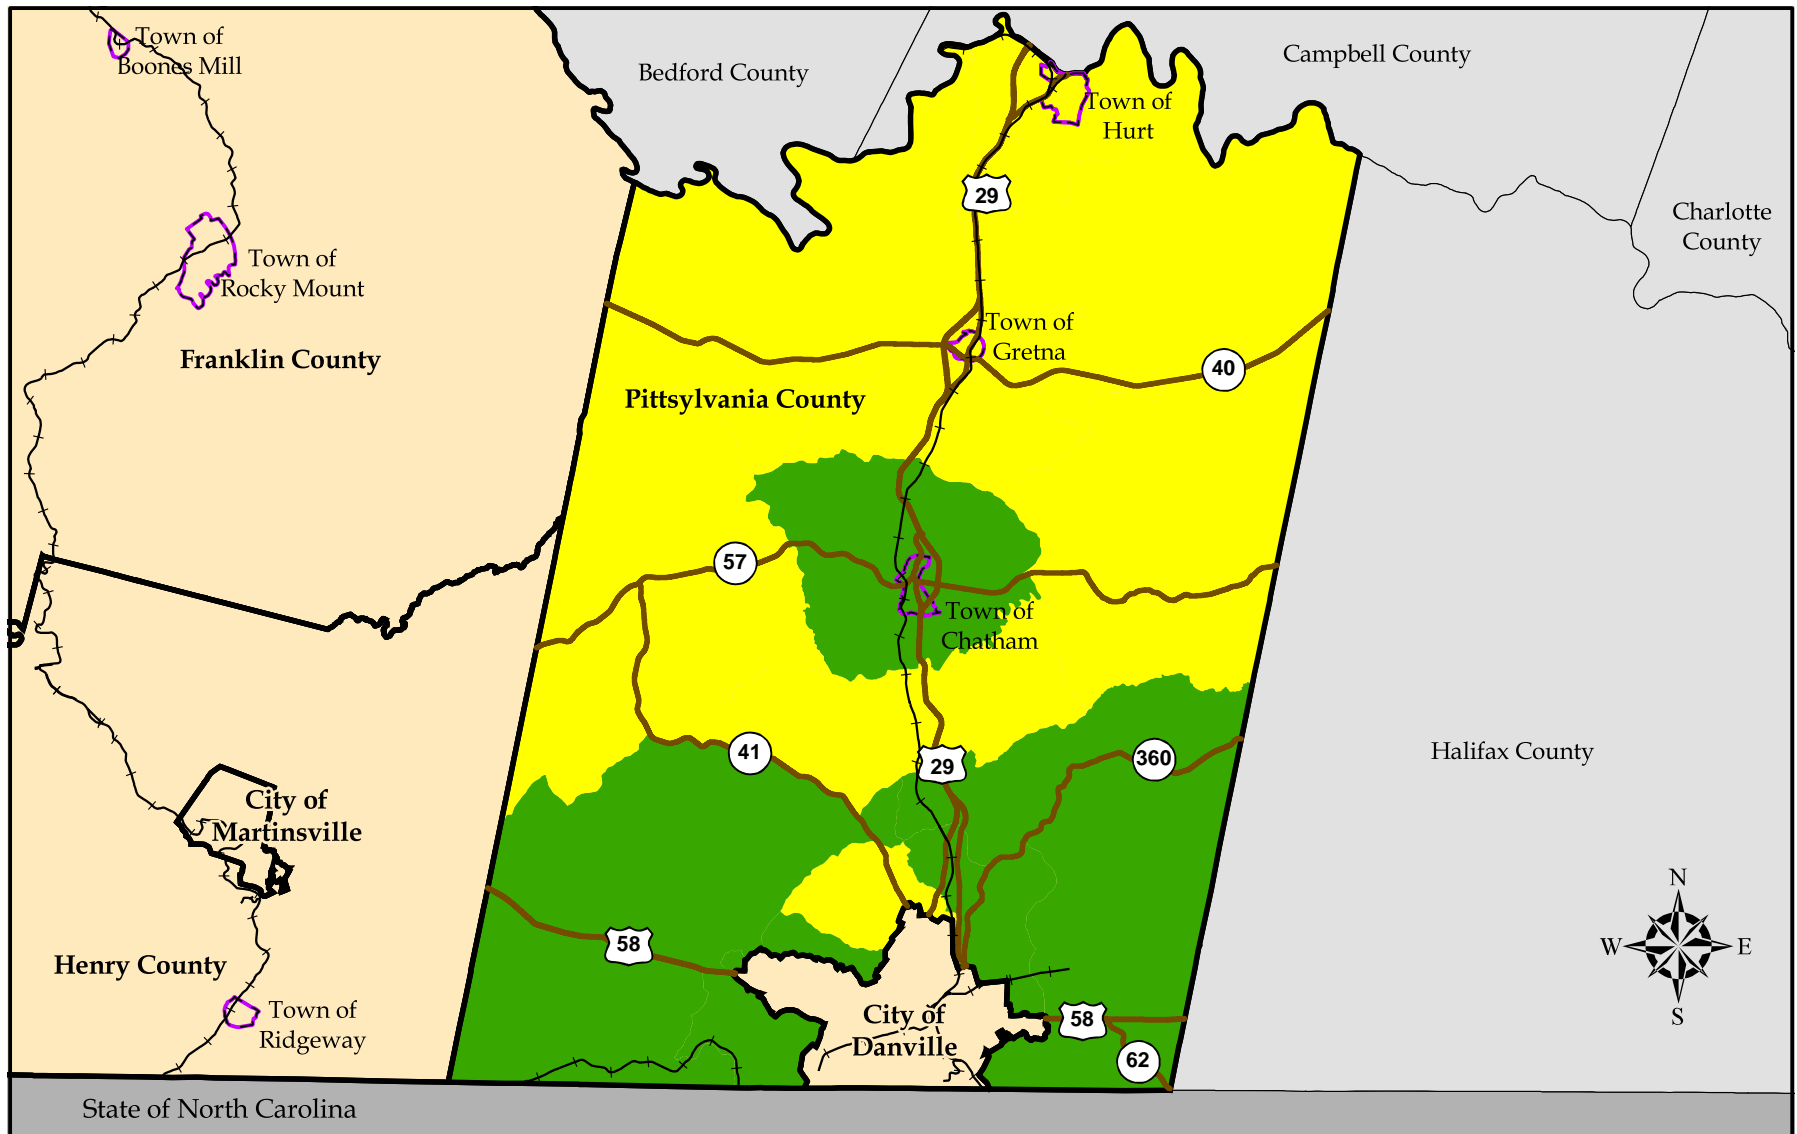 Town of
Boones Mill
Bedford County
Campbell County
Town of
Hurt
29
Charlotte
County
Town of
Rocky Mount
Franklin County
Town of
Gretna
40
Pittsylvania County
57
Town of
Chatham
41
29
360
Halifax County
City of
Martinsville
N
W
E
S
58
Henry County
Town of
Ridgeway
City of
Danville
58
62
State of North Carolina